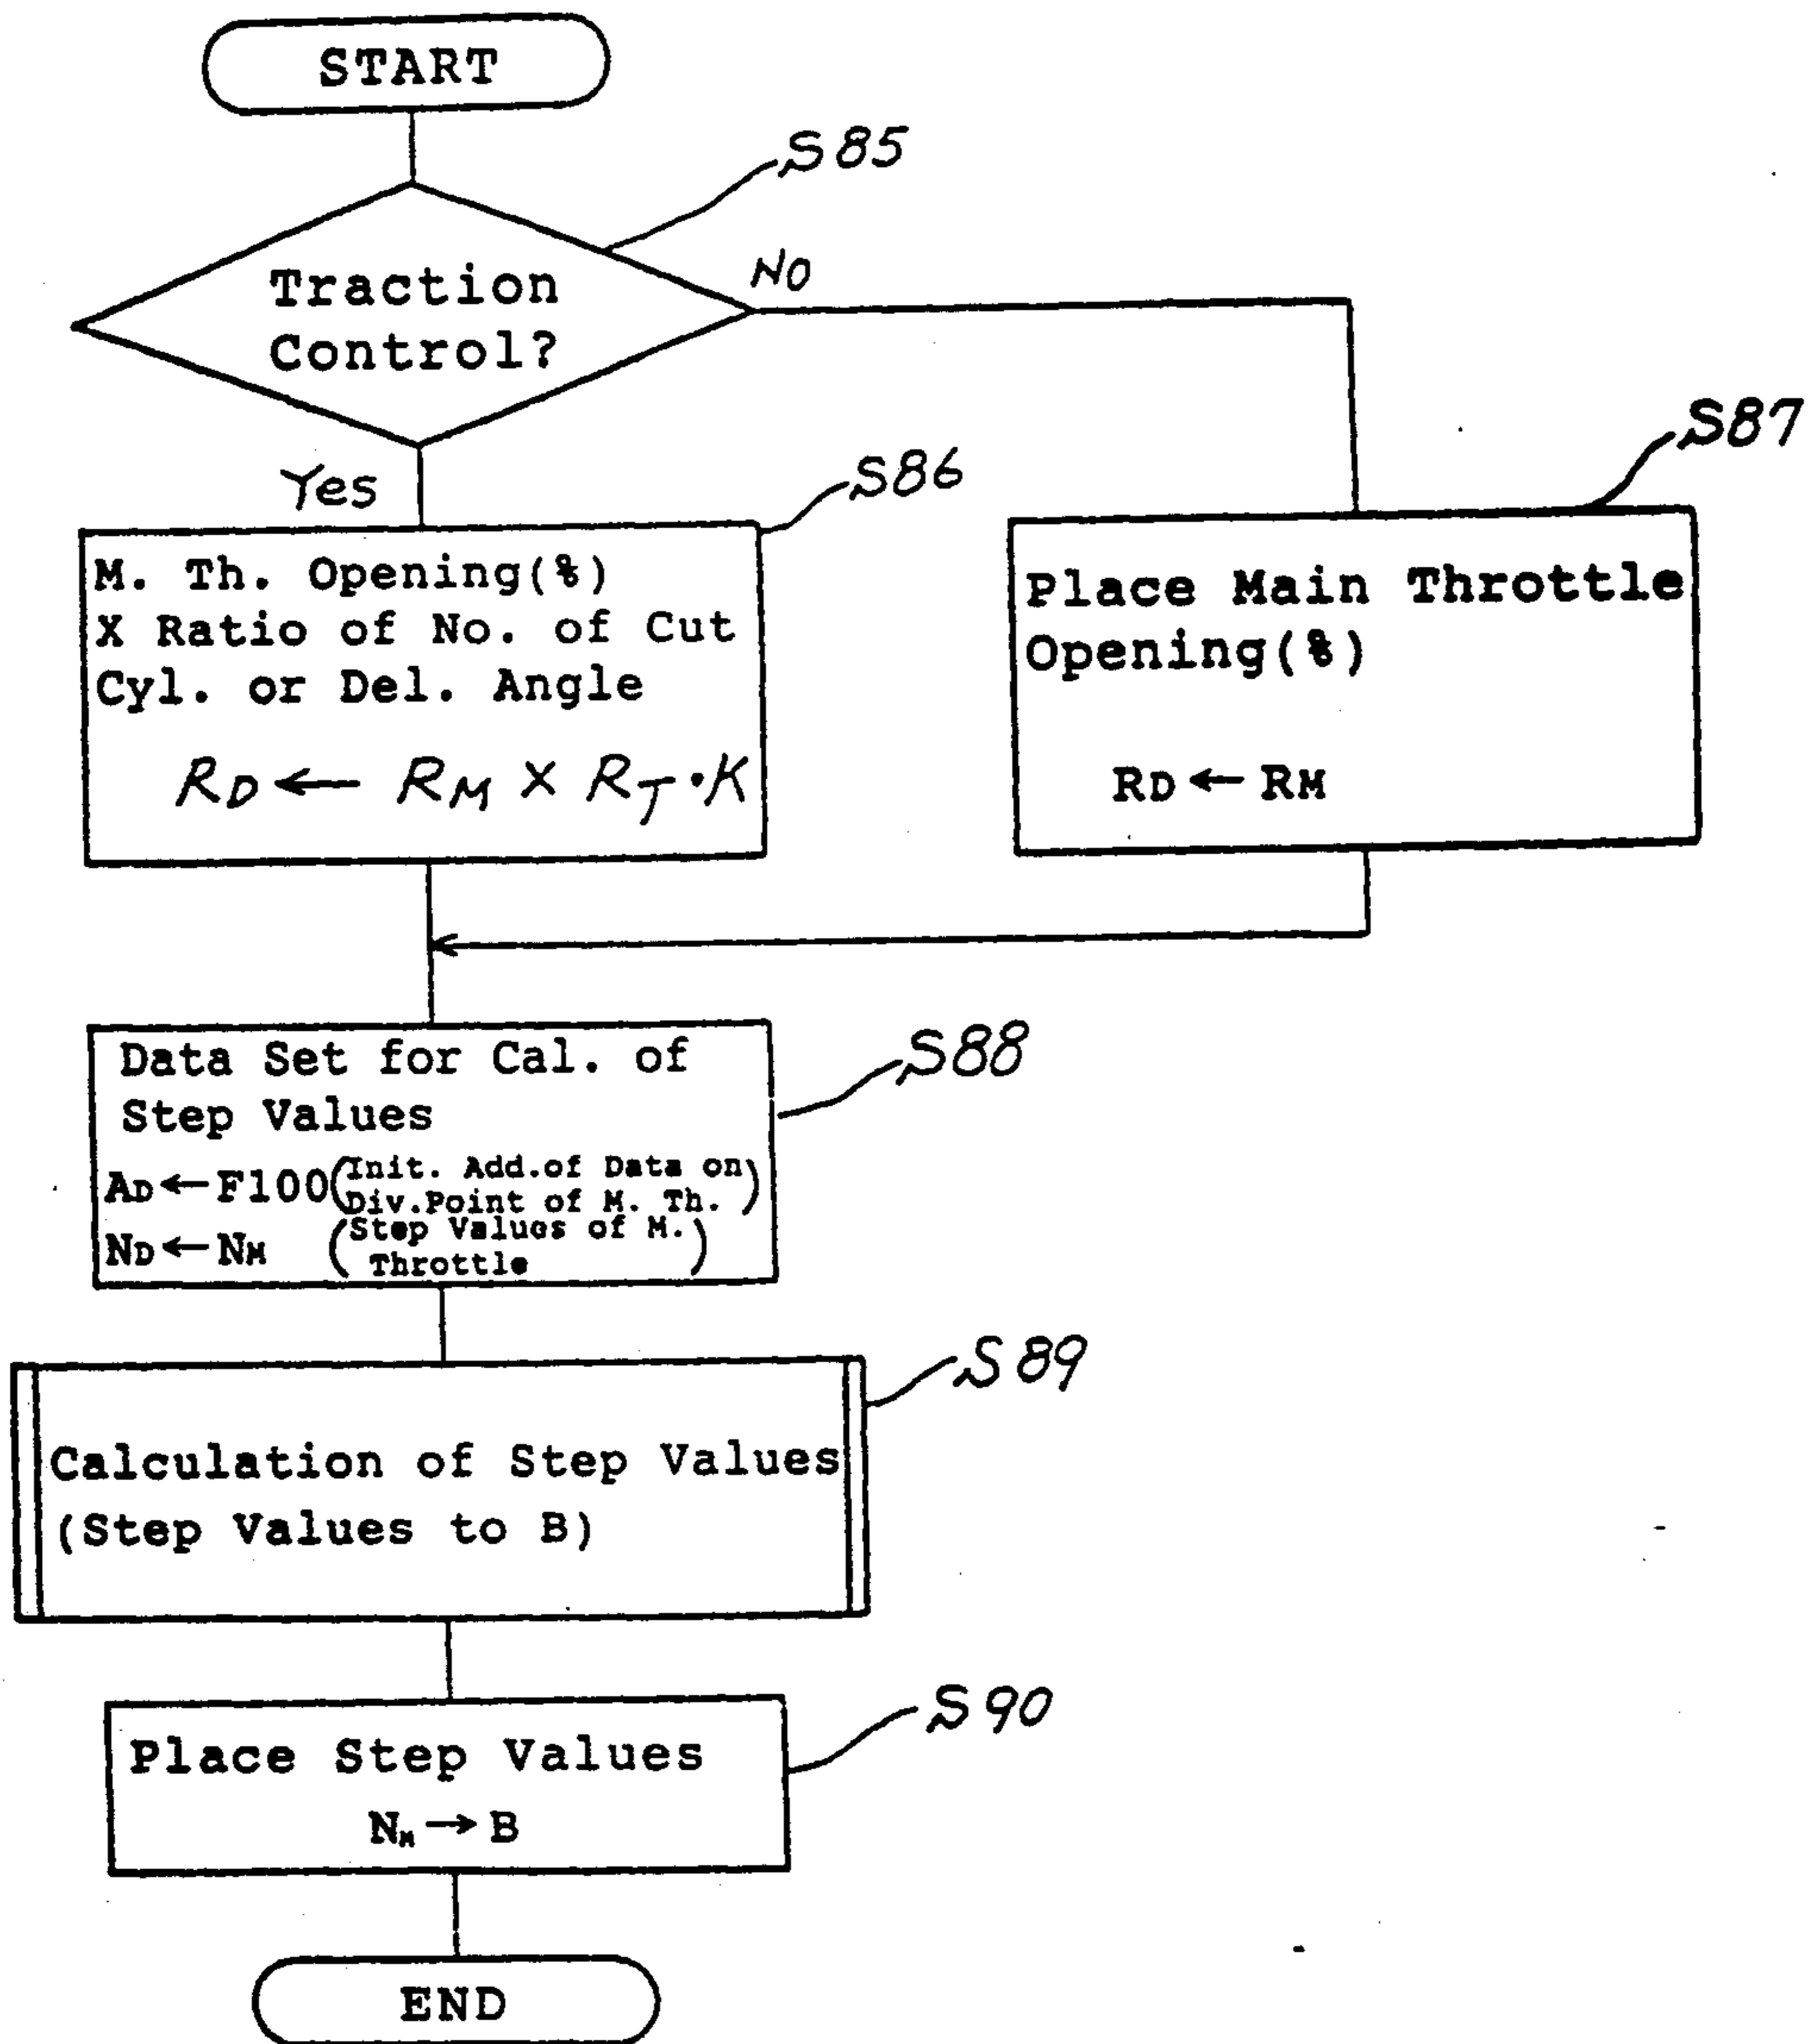 START
S85
Traction
Control?
NO
Yes
S86
M. Th. Opening(%)
X Ratio of No. of Cut
Cyl. or Del. Angle
RD ← RM X RT·K
S87
Place Main Throttle
Opening(%)
RD ← RM
S88
Data Set for Cal. of
Step Values
AD ← F100 (Init. Add.of Data on
Div.Point of M. Th.)
ND ← NM (Step Values of M.
Throttle)
S89
Calculation of Step Values
(Step Values to B)
S90
Place Step Values
NM → B
END